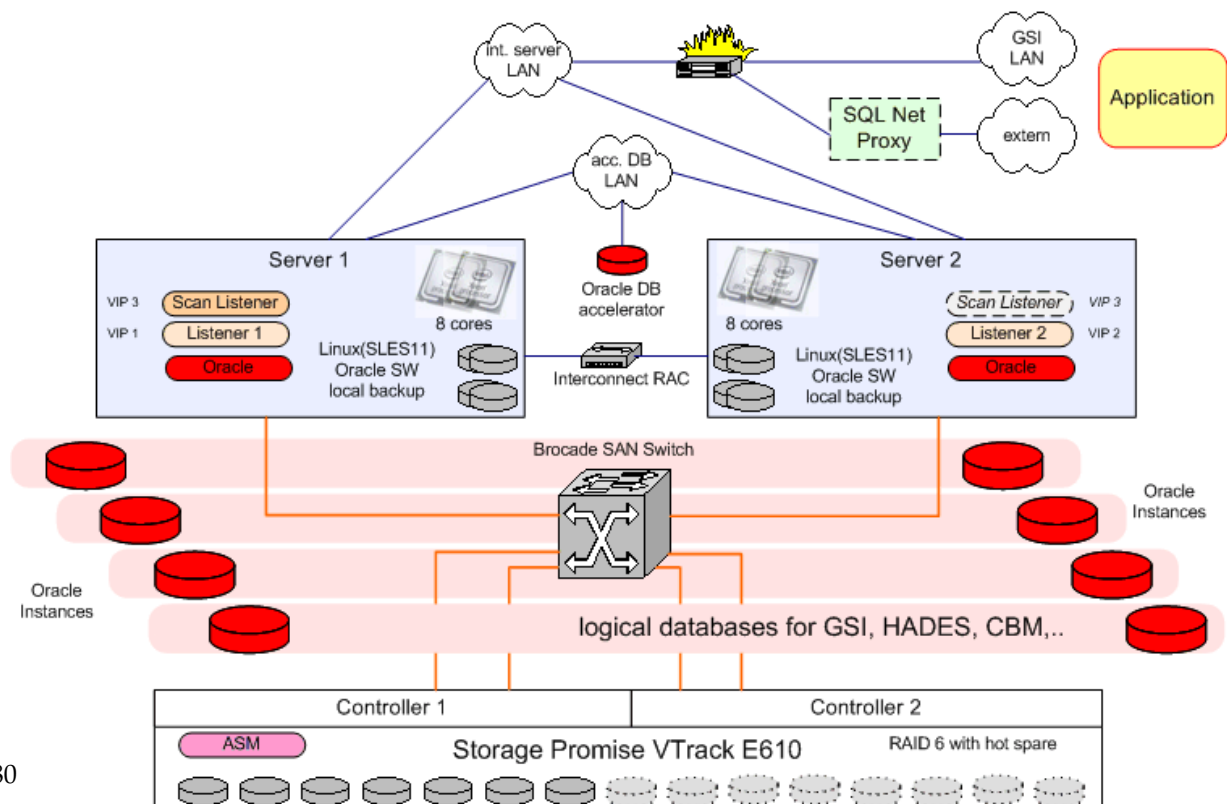 int. server
LAN
GSI
LAN
Application
SQL Net
Proxy
extern
acc. DB
LAN
Server 1
Server 2
Oracle DB
accelerator
VIP 3
Scan Listener
VIP 1
Listener 1
Oracle
8 cores
Linux(SLES11)
Oracle SW
local backup
Interconnect RAC
8 cores
Linux(SLES11)
Oracle SW
local backup
Scan Listener
VIP 3
Listener 2
VIP 2
Oracle
Brocade SAN Switch
Oracle
Instances
Oracle
Instances
logical databases for GSI, HADES, CBM,..
Controller 1
Controller 2
ASM
Storage Promise VTrack E610
RAID 6 with hot spare